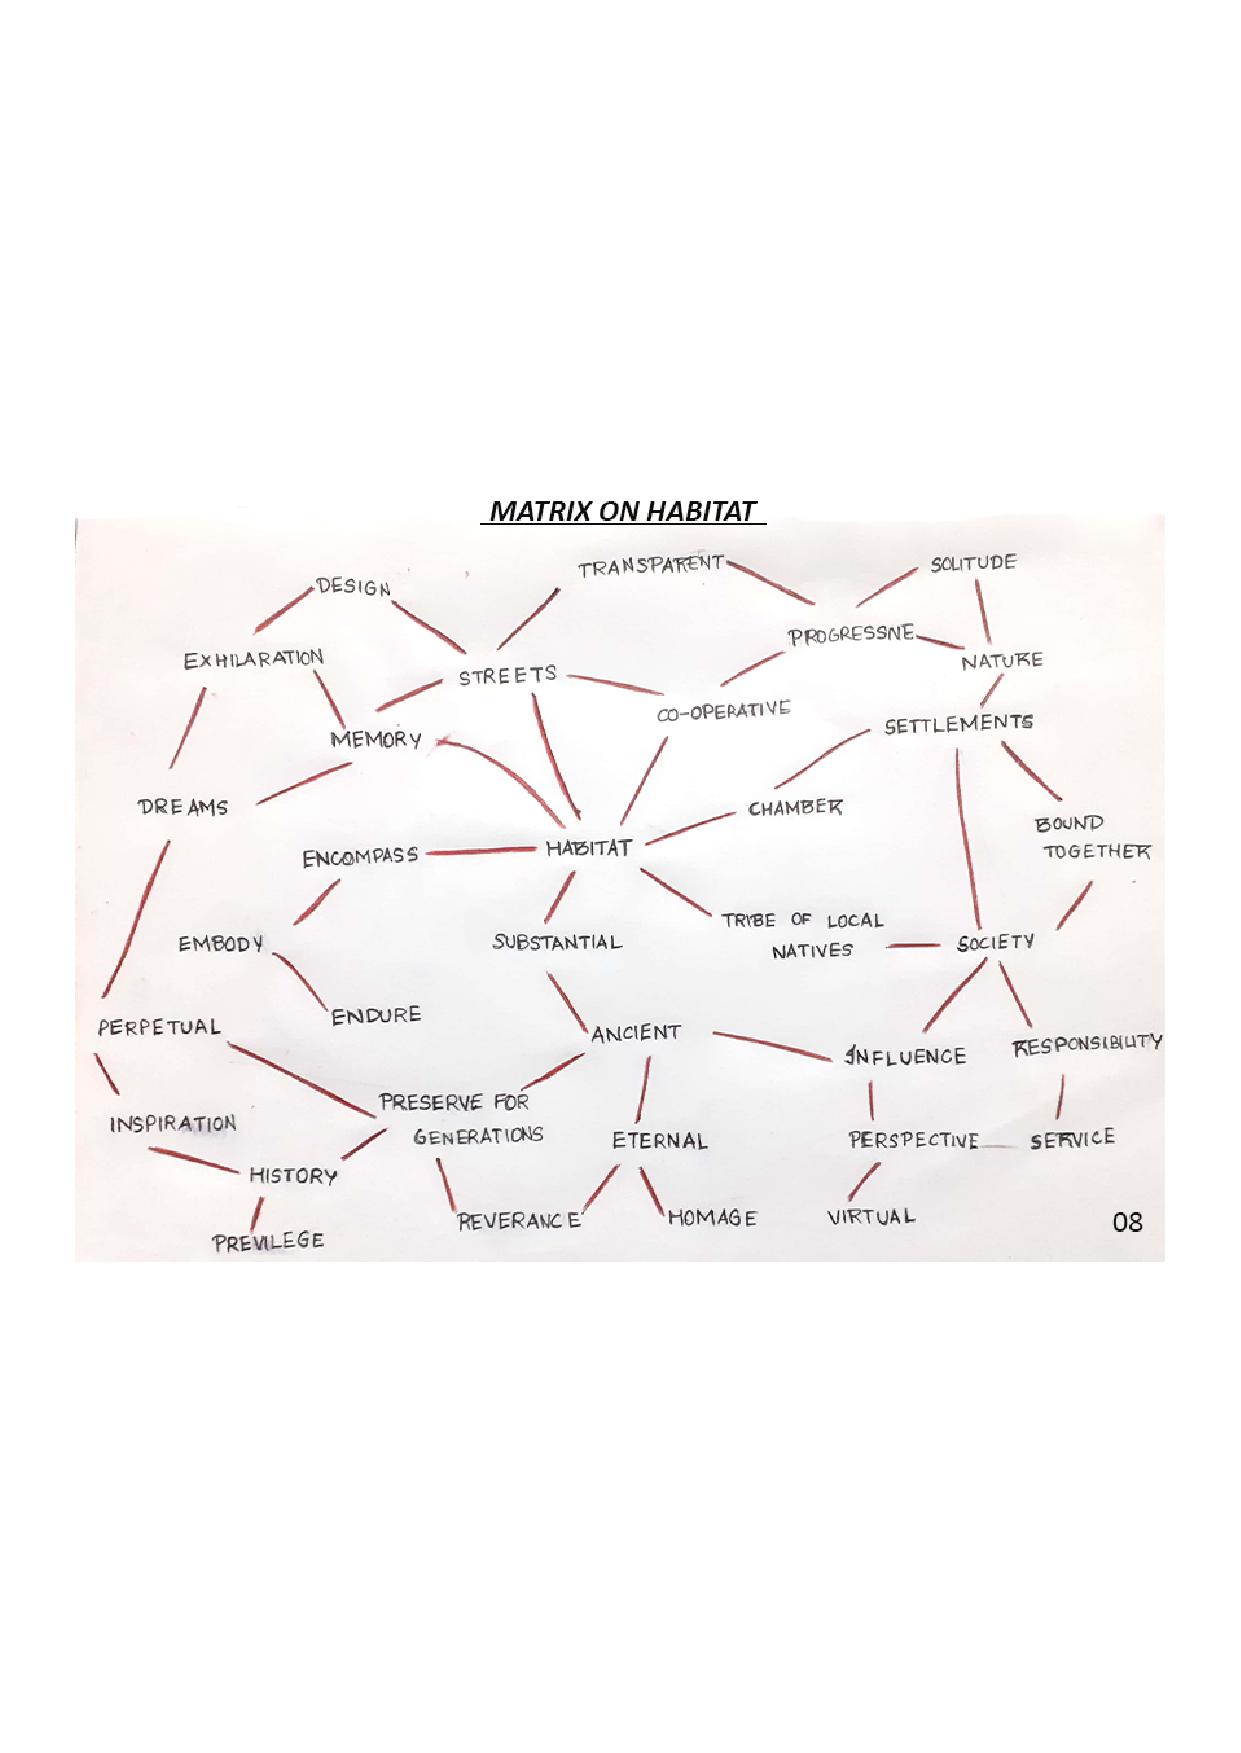 MATRIX ON HABITAT
TRANSPARENT
SOLITUDE
DESIGN
PROGRESSIVE
EXHILARATION
NATURE
STREETS
CO-OPERATIVE
SETTLEMENTS
MEMORY
DREAMS
CHAMBER
BOUND
TOGETHER
ENCOMPASS
HABITAT
TRIBE OF LOCAL
NATIVES
EMBODY
SUBSTANTIAL
SOCIETY
ENDURE
PERPETUAL
ANCIENT
INFLUENCE
RESPONSIBILITY
PRESERVE FOR
GENERATIONS
INSPIRATION
ETERNAL
PERSPECTIVE
SERVICE
HISTORY
REVERANCE
HOMAGE
VIRTUAL
PREVILEGE
08